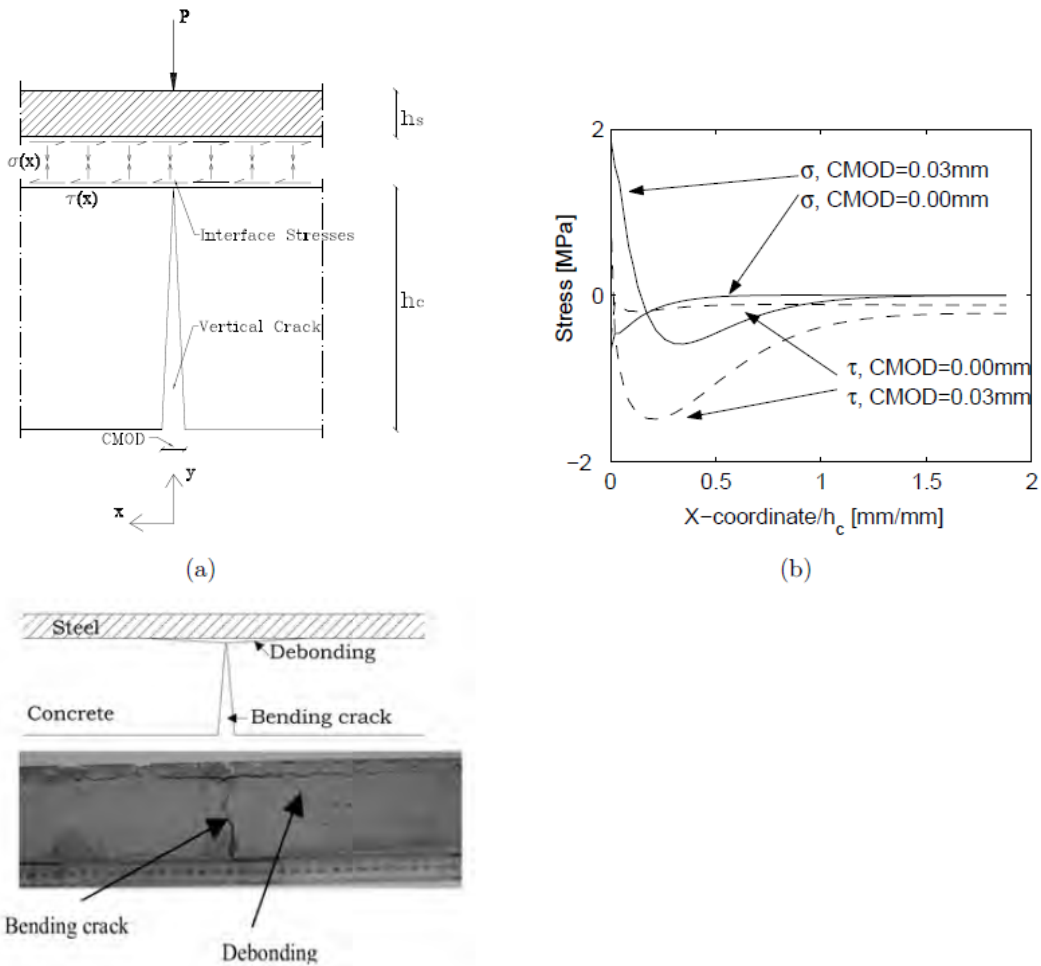 P
hs
σ(x)
τ(x)
Interface Stresses
hc
Vertical Crack
CMOD
y
x
(a)
2
σ, CMOD=0.03mm
σ, CMOD=0.00mm
Stress [MPa]
0
τ, CMOD=0.00mm
τ, CMOD=0.03mm
−2
0
0.5
1
1.5
2
X−coordinate/hc [mm/mm]
(b)
Steel
Debonding
Concrete
Bending crack
Bending crack
Debonding